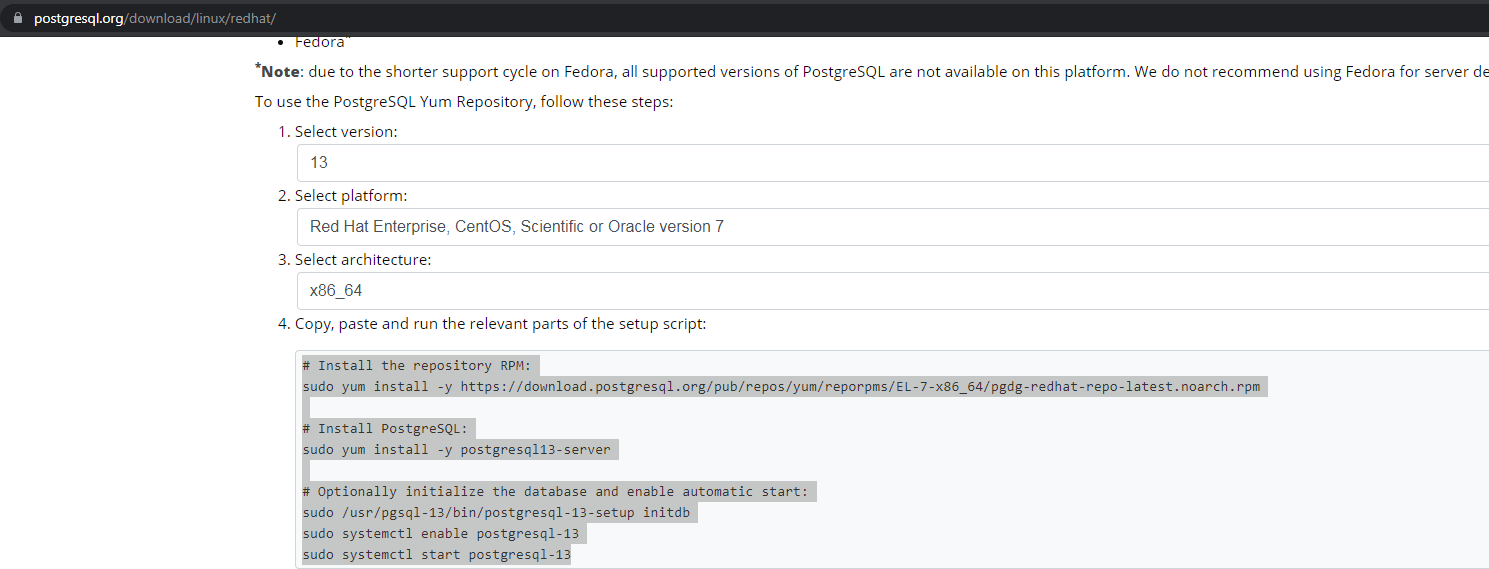 postgresql.org/download/linux/redhat/
Fedora*
*Note: due to the shorter support cycle on Fedora, all supported versions of PostgreSQL are not available on this platform. We do not recommend using Fedora for server de
To use the PostgreSQL Yum Repository, follow these steps:
1. Select version:
13
2. Select platform:
Red Hat Enterprise, CentOS, Scientific or Oracle version 7
3. Select architecture:
x86_64
4. Copy, paste and run the relevant parts of the setup script:
# Install the repository RPM:
sudo yum install -y https://download.postgresql.org/pub/repos/yum/reporpms/EL-7-x86_64/pgdg-redhat-repo-latest.noarch.rpm
# Install PostgreSQL:
sudo yum install -y postgresql13-server
# Optionally initialize the database and enable automatic start:
sudo /usr/pgsql-13/bin/postgresql-13-setup initdb
sudo systemctl enable postgresql-13
sudo systemctl start postgresql-13